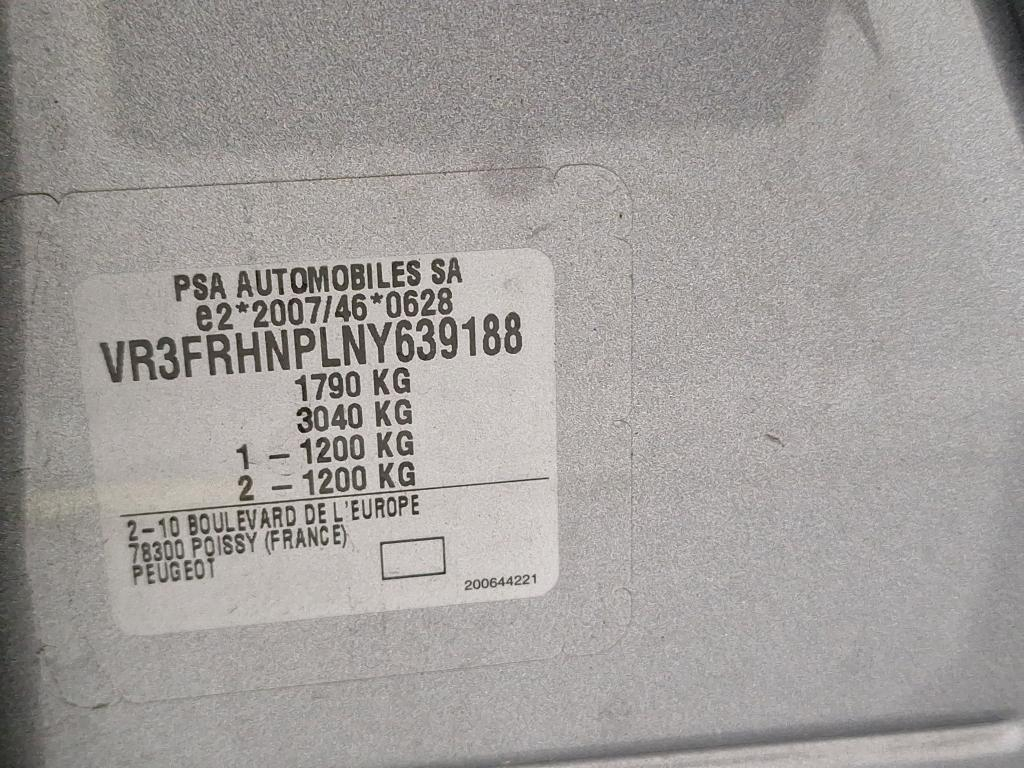 PSA AUTOMOBILES SA
e2*2007/46*0628
VR3FRHNPLNY639188
1790 KG
3040 KG
1 - 1200 KG
2 - 1200 KG
2-10 BOULEVARD DE L'EUROPE
78300 POISSY (FRANCE)
PEUGEOT
200644221